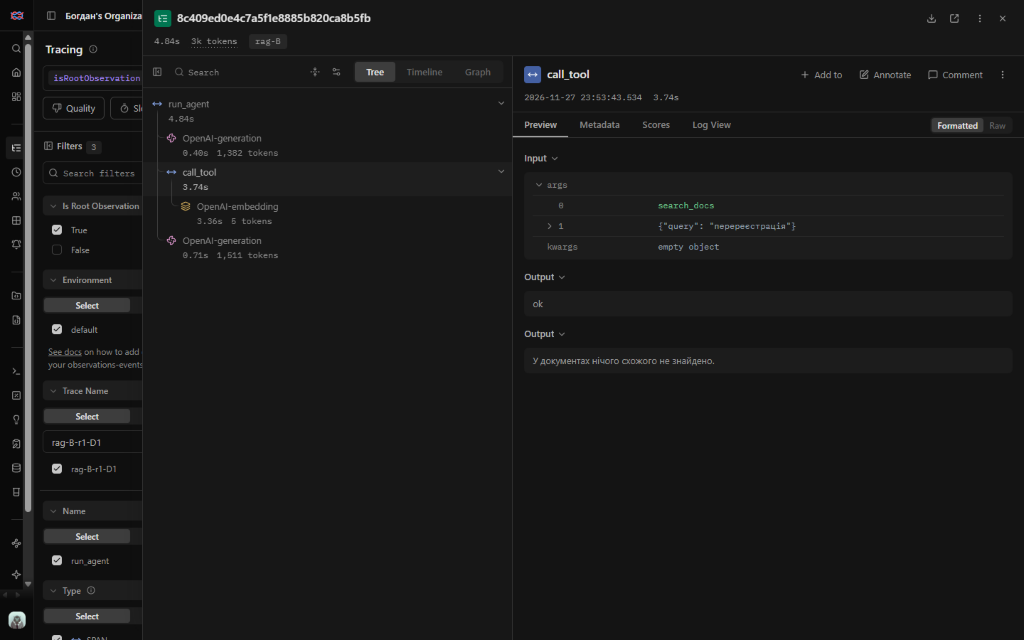 Богдан's Organiza
Tracing
isRootObservation
Quality
Slo
Filters 3
Search filters
Is Root Observation
True
False
Environment
Select
default
See docs on how to add
your observations-events
Trace Name
Select
rag-B-r1-D1
rag-B-r1-D1
Name
Select
run_agent
Type
Select
SPAN
8c409ed0e4c7a5f1e8885b820ca8b5fb
4.84s 3k tokens rag-B
Search
Tree Timeline Graph
run_agent
4.84s
OpenAI-generation
0.40s 1,382 tokens
call_tool
3.74s
OpenAI-embedding
3.36s 5 tokens
OpenAI-generation
0.71s 1,511 tokens
call_tool
Add to Annotate Comment
2026-11-27 23:53:43.534 3.74s
Preview Metadata Scores Log View Formatted Raw
Input
args
0 search_docs
1 {"query": "перереєстрація"}
kwargs empty object
Output
ok
Output
У документах нічого схожого не знайдено.